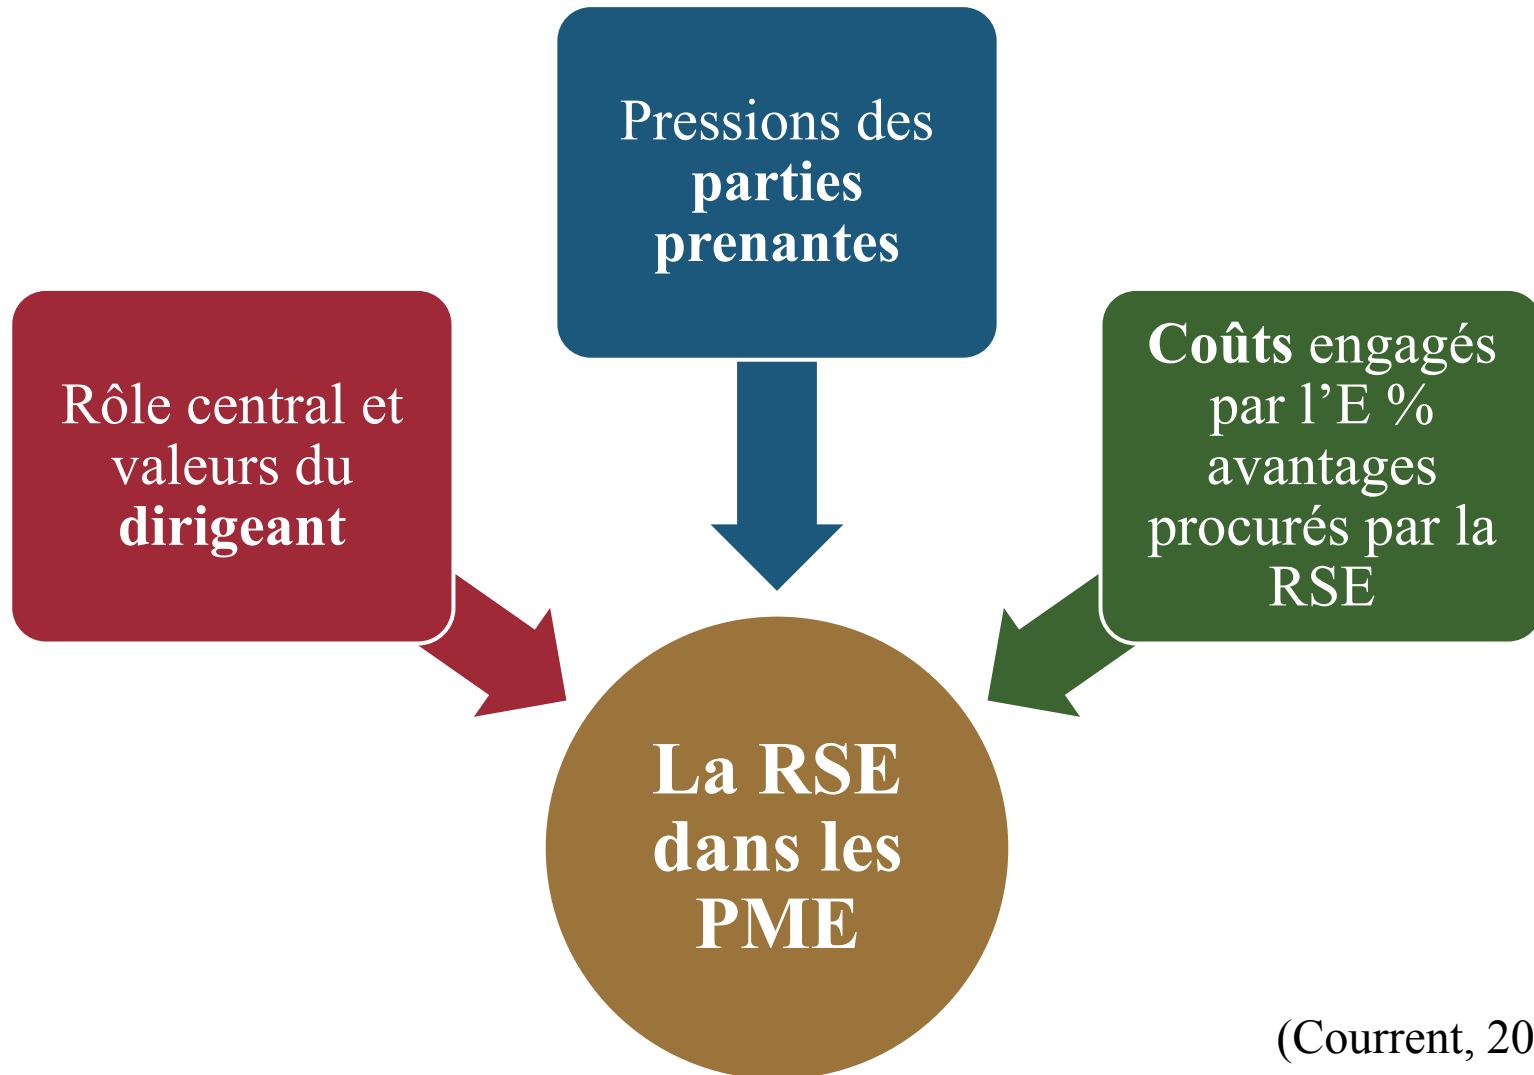 Pressions des
parties
prenantes
Rôle central et
valeurs du
dirigeant
Coûts engagés
par l’E %
avantages
procurés par la
RSE
La RSE
dans les
PME
(Courrent, 20